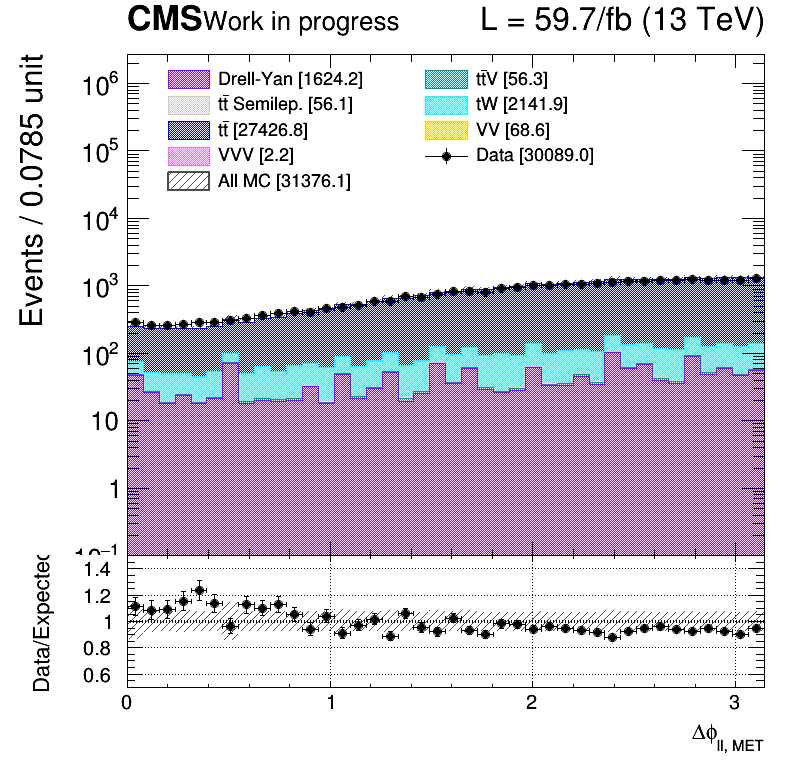 CMS Work in progress L = 59.7/fb (13 TeV)
Events / 0.0785 unit
10⁶
10⁵
10⁴
10³
10²
10
1
10⁻¹
Drell-Yan [1624.2]
tt̄ Semilep. [56.1]
tt̄ [27426.8]
VVV [2.2]
All MC [31376.1]
tt̄V [56.3]
tW [2141.9]
VV [68.6]
Data [30089.0]
Data/Expected
1.4
1.2
1
0.8
0.6
0 1 2 3
Δϕ_ll, MET